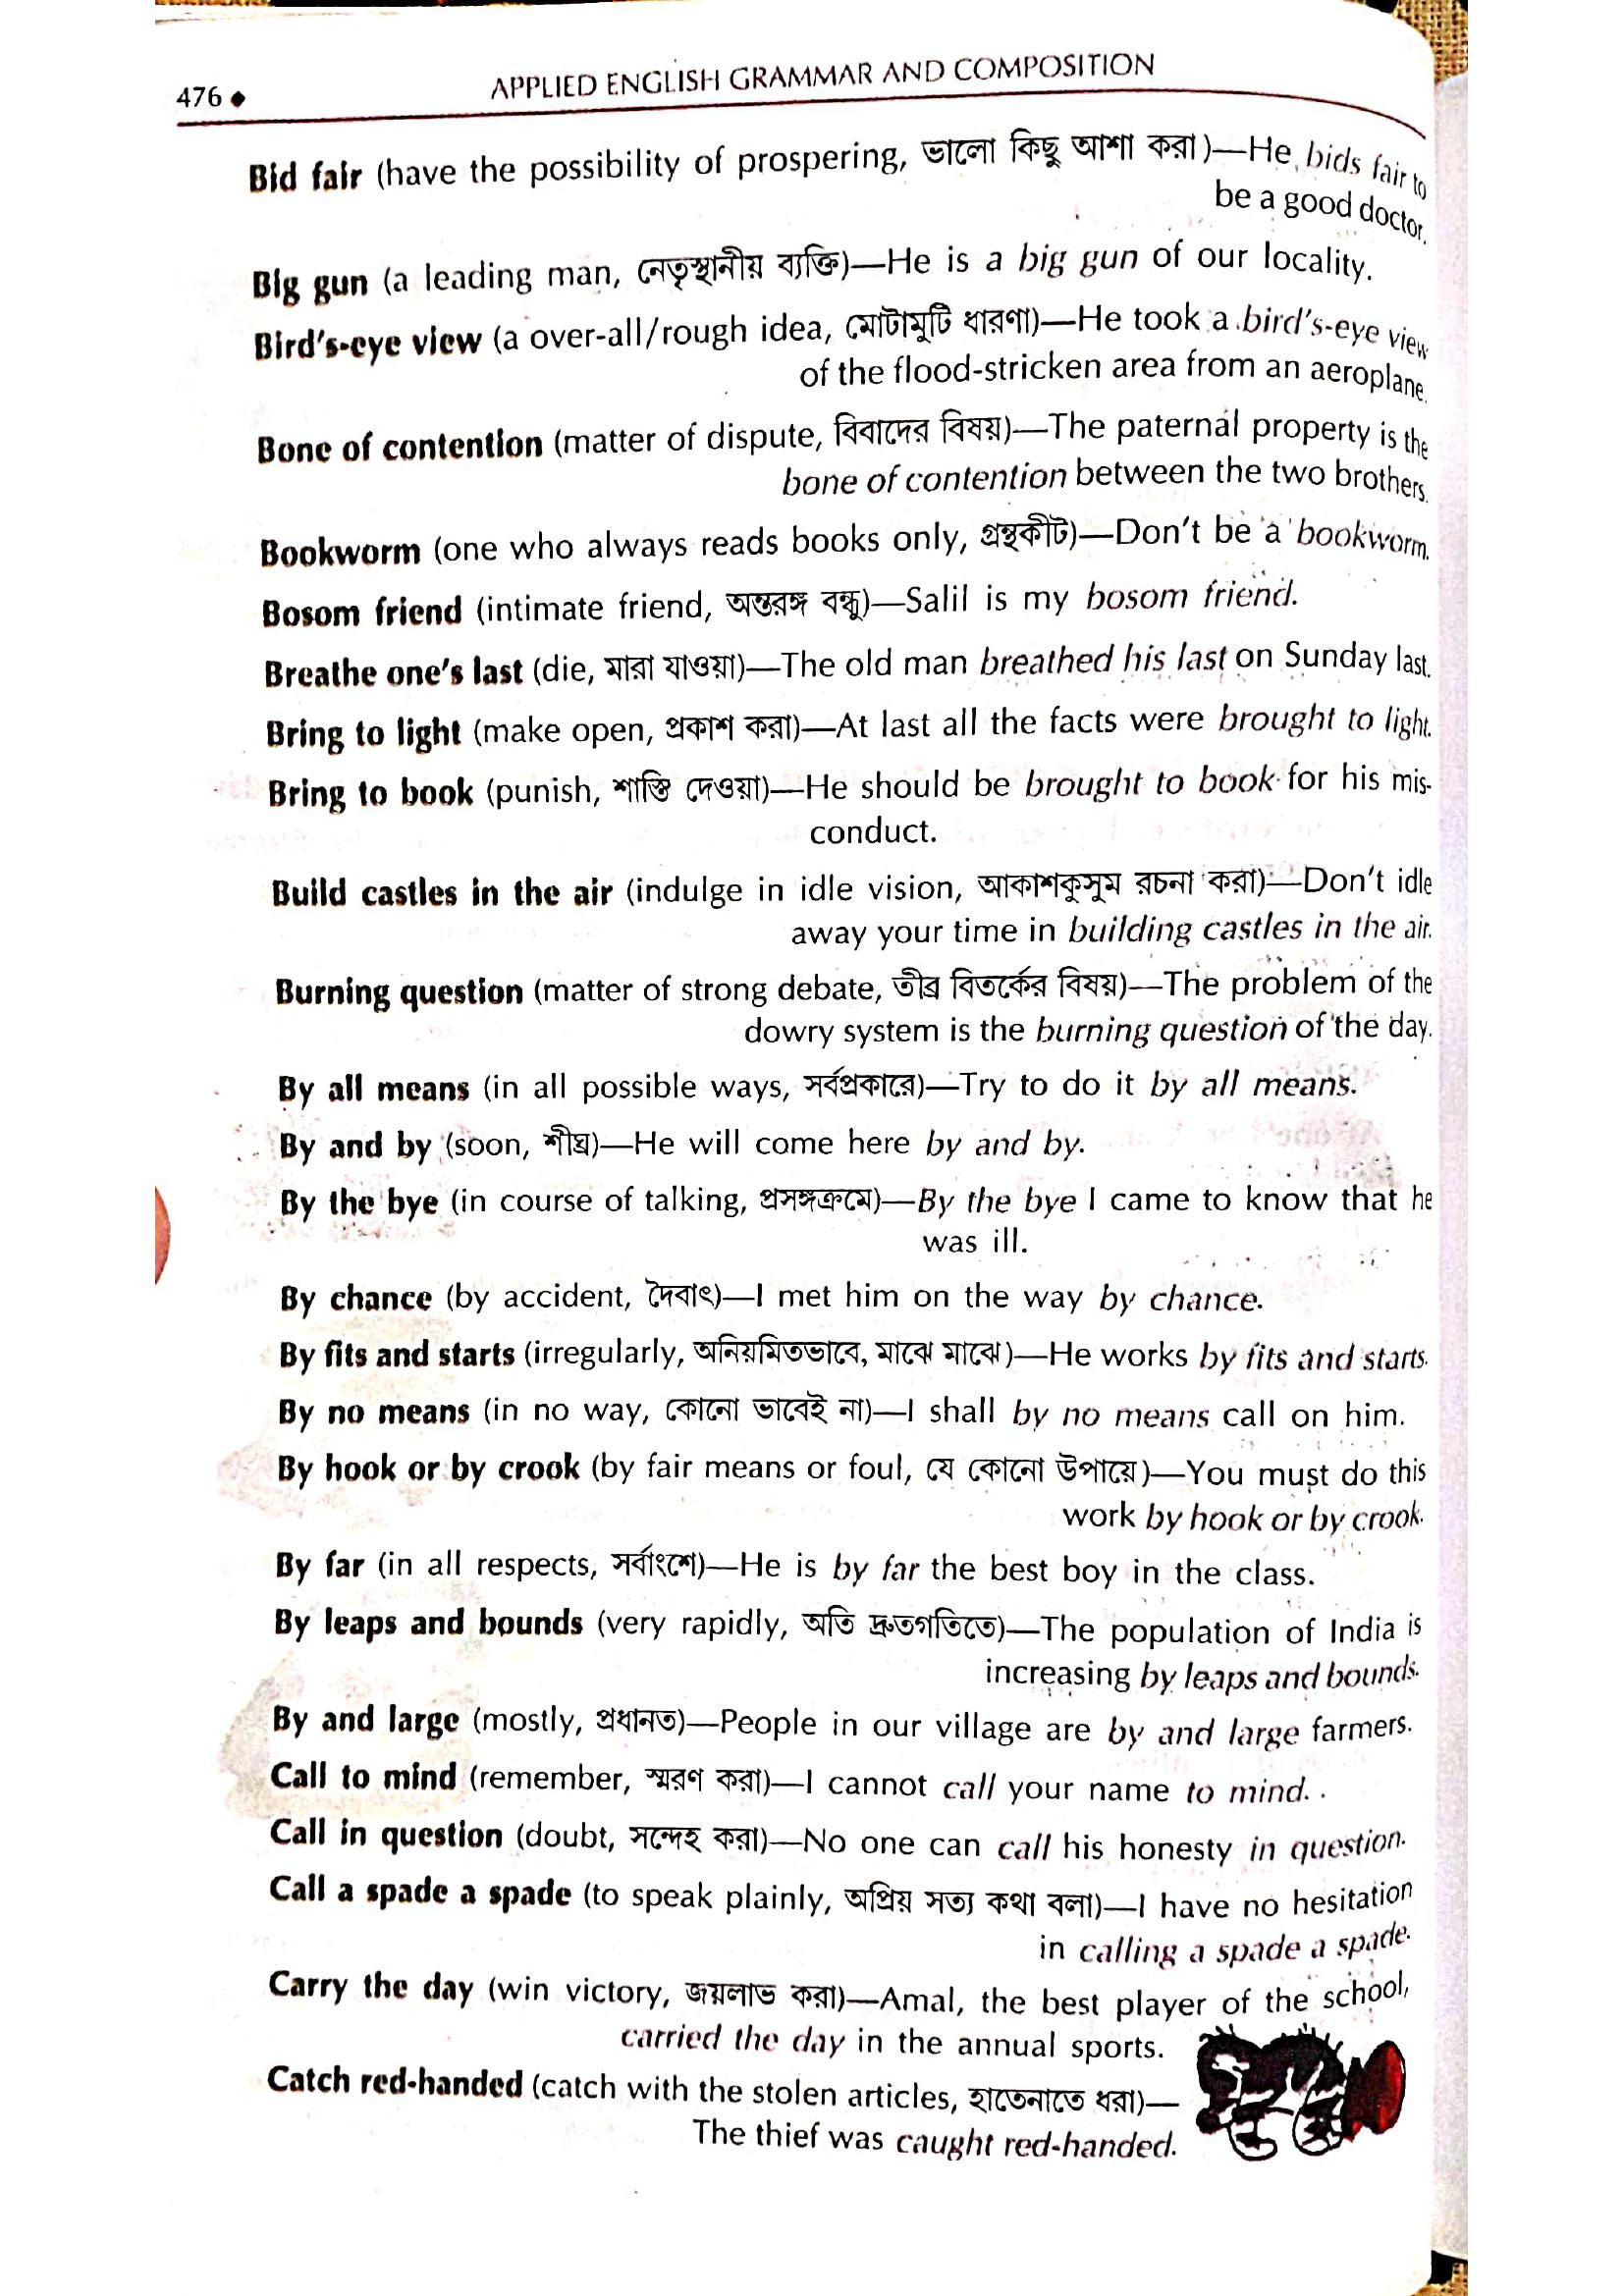 476 ◆ APPLIED ENGLISH GRAMMAR AND COMPOSITION
Bid fair (have the possibility of prospering, ভালো কিছু আশা করা)—He bids fair to
be a good doctor.
Big gun (a leading man, নেতৃস্থানীয় ব্যক্তি)—He is a big gun of our locality.
Bird's-eye view (a over-all/rough idea, মোটামুটি ধারণা)—He took a bird's-eye view
of the flood-stricken area from an aeroplane.
Bone of contention (matter of dispute, বিবাদের বিষয়)—The paternal property is the
bone of contention between the two brothers.
Bookworm (one who always reads books only, গ্রন্থকীট)—Don't be a bookworm.
Bosom friend (intimate friend, অন্তরঙ্গ বন্ধু)—Salil is my bosom friend.
Breathe one's last (die, মারা যাওয়া)—The old man breathed his last on Sunday last.
Bring to light (make open, প্রকাশ করা)—At last all the facts were brought to light.
Bring to book (punish, শাস্তি দেওয়া)—He should be brought to book for his mis-
conduct.
Build castles in the air (indulge in idle vision, আকাশকুসুম রচনা করা)—Don't idle
away your time in building castles in the air.
Burning question (matter of strong debate, তীব্র বিতর্কের বিষয়)—The problem of the
dowry system is the burning question of the day.
By all means (in all possible ways, সর্বপ্রকারে)—Try to do it by all means.
By and by (soon, শীঘ্র)—He will come here by and by.
By the bye (in course of talking, প্রসঙ্গক্রমে)—By the bye I came to know that he
was ill.
By chance (by accident, দৈবাৎ)—I met him on the way by chance.
By fits and starts (irregularly, অনিয়মিতভাবে, মাঝে মাঝে)—He works by fits and starts.
By no means (in no way, কোনো ভাবেই না)—I shall by no means call on him.
By hook or by crook (by fair means or foul, যে কোনো উপায়ে)—You must do this
work by hook or by crook.
By far (in all respects, সর্বাংশে)—He is by far the best boy in the class.
By leaps and bounds (very rapidly, অতি দ্রুতগতিতে)—The population of India is
increasing by leaps and bounds.
By and large (mostly, প্রধানত)—People in our village are by and large farmers.
Call to mind (remember, স্মরণ করা)—I cannot call your name to mind.
Call in question (doubt, সন্দেহ করা)—No one can call his honesty in question.
Call a spade a spade (to speak plainly, অপ্রিয় সত্য কথা বলা)—I have no hesitation
in calling a spade a spade.
Carry the day (win victory, জয়লাভ করা)—Amal, the best player of the school,
carried the day in the annual sports.
Catch red-handed (catch with the stolen articles, হাতেনাতে ধরা)—
The thief was caught red-handed.